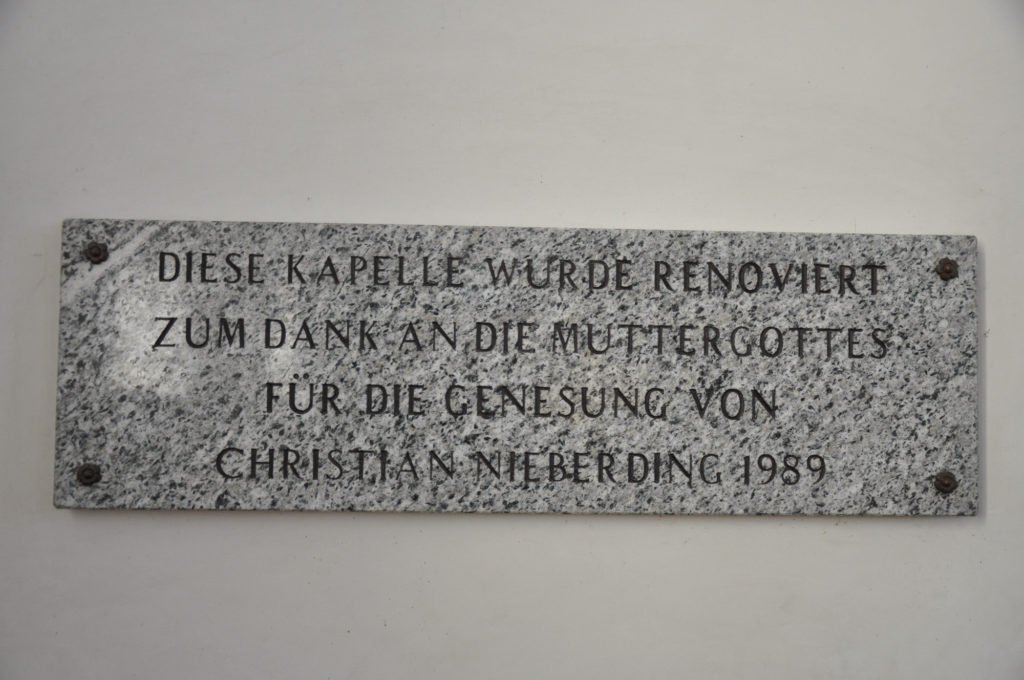 DIESE KAPELLE WURDE RENOVIERT
ZUM DANK AN DIE MUTTERGOTTES
FÜR DIE GENESUNG VON
CHRISTIAN NIEBERDING 1989